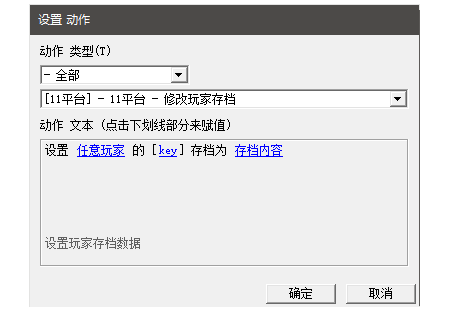 设置 动作
动作 类型(T)
- 全部
[11平台] - 11平台 - 修改玩家存档
动作 文本 (点击下划线部分来赋值)
设置 任意玩家 的 [key] 存档为 存档内容
设置玩家存档数据
确定 取消